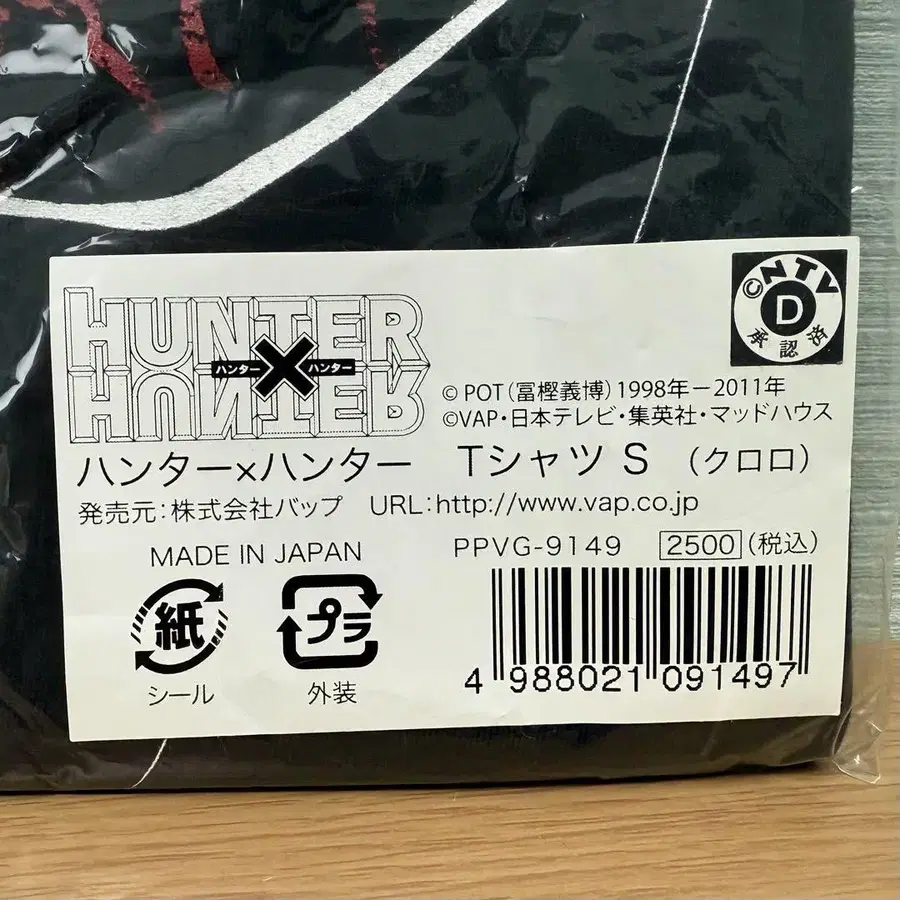 HUNTER
ハンター×ハンター
HUNTER
©NTV
D
承認済
© POT（冨樫義博）1998年－2011年
©VAP・日本テレビ・集英社・マッドハウス
ハンター×ハンター　Tシャツ S （クロロ）
発売元：株式会社バップ　URL：http://www.vap.co.jp
MADE IN JAPAN
PPVG-9149 2500 (税込)
紙
シール
プラ
外装
4 988021 091497